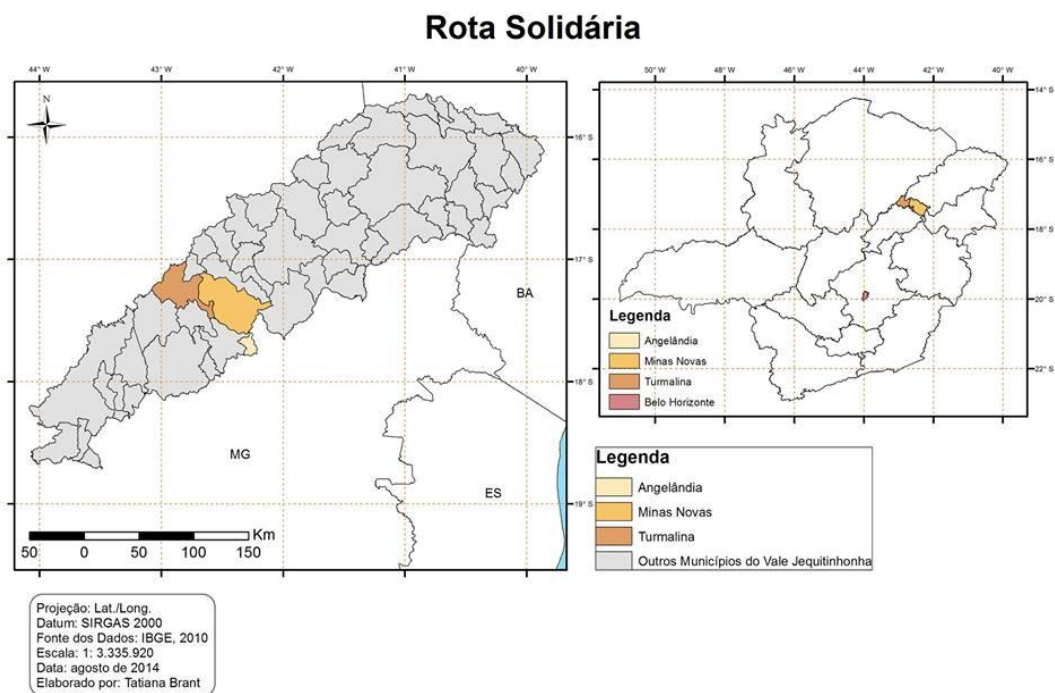 Rota Solidária
44° W 43° W 42° W 41° W 40° W
N
16° S
17° S
18° S
19° S
BA
MG
ES
50 0 50 100 150 Km
50° W 48° W 46° W 44° W 42° W 40° W
14° S
16° S
18° S
20° S
22° S
Legenda
Angelândia
Minas Novas
Turmalina
Belo Horizonte
Legenda
Angelândia
Minas Novas
Turmalina
Outros Municípios do Vale Jequitinhonha
Projeção: Lat./Long.
Datum: SIRGAS 2000
Fonte dos Dados: IBGE, 2010
Escala: 1: 3.335.920
Data: agosto de 2014
Elaborado por: Tatiana Brant